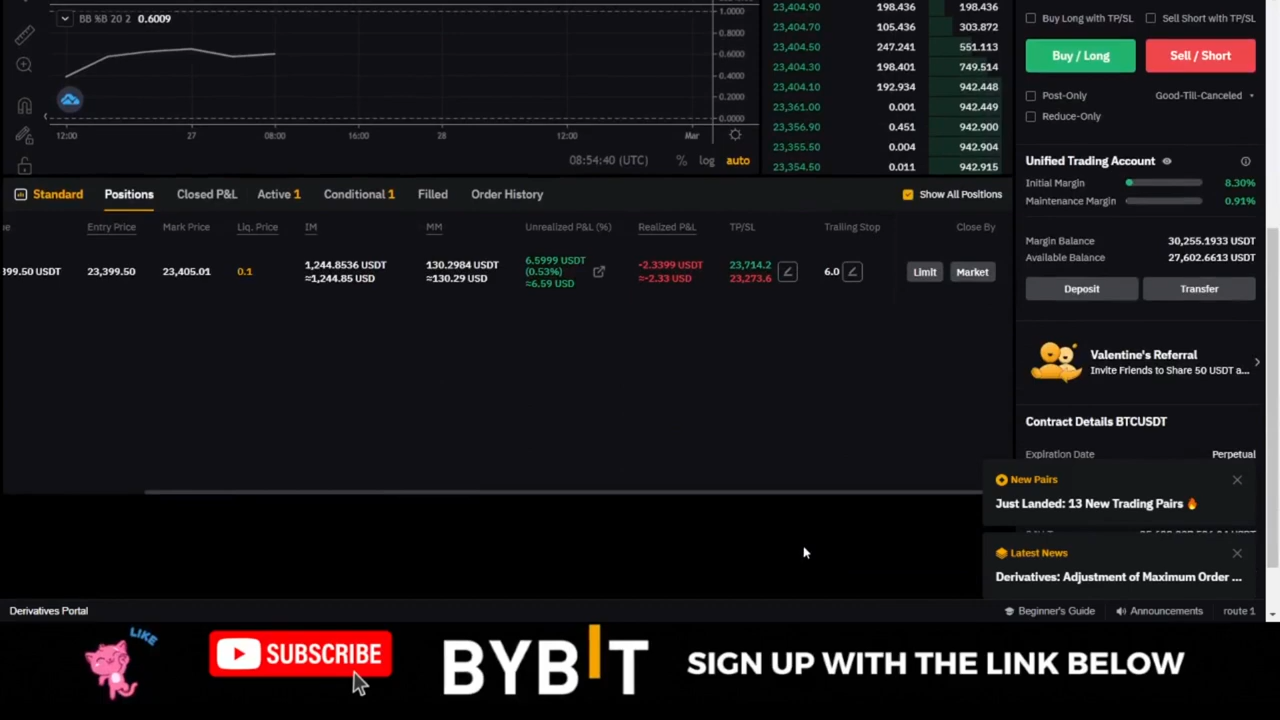 BB %B 20 2 0.6009
1.0000
0.8000
0.6000
0.4000
0.2000
0.0000
12:00 27 08:00 16:00 28 12:00 Mar
08:54:40 (UTC) % log auto
23,404.90 198.436 198.436
23,404.70 105.436 303.872
23,404.50 247.241 551.113
23,404.30 198.401 749.514
23,404.10 192.934 942.448
23,361.00 0.001 942.449
23,356.90 0.451 942.900
23,355.50 0.004 942.904
23,354.50 0.011 942.915
Buy Long with TP/SL Sell Short with TP/SL
Buy / Long Sell / Short
Post-Only Good-Till-Canceled
Reduce-Only
Unified Trading Account
Initial Margin 8.30%
Maintenance Margin 0.91%
Margin Balance 30,255.1933 USDT
Available Balance 27,602.6613 USDT
Deposit Transfer
Valentine's Referral
Invite Friends to Share 50 USDT a...
Contract Details BTCUSDT
Expiration Date Perpetual
Standard Positions Closed P&L Active 1 Conditional 1 Filled Order History Show All Positions
Entry Price Mark Price Liq. Price IM MM Unrealized P&L (%) Realized P&L TP/SL Trailing Stop Close By
399.50 USDT 23,399.50 23,405.01 0.1
1,244.8536 USDT
≈1,244.85 USD
130.2984 USDT
≈130.29 USD
6.5999 USDT
(0.53%)
≈6.59 USD
-2.3399 USDT
≈-2.33 USD
23,714.2
23,273.6
6.0 Limit Market
New Pairs
Just Landed: 13 New Trading Pairs 🔥
Latest News
Derivatives: Adjustment of Maximum Order ...
Derivatives Portal Beginner's Guide Announcements route 1
LIKE
SUBSCRIBE
BYBIT
SIGN UP WITH THE LINK BELOW